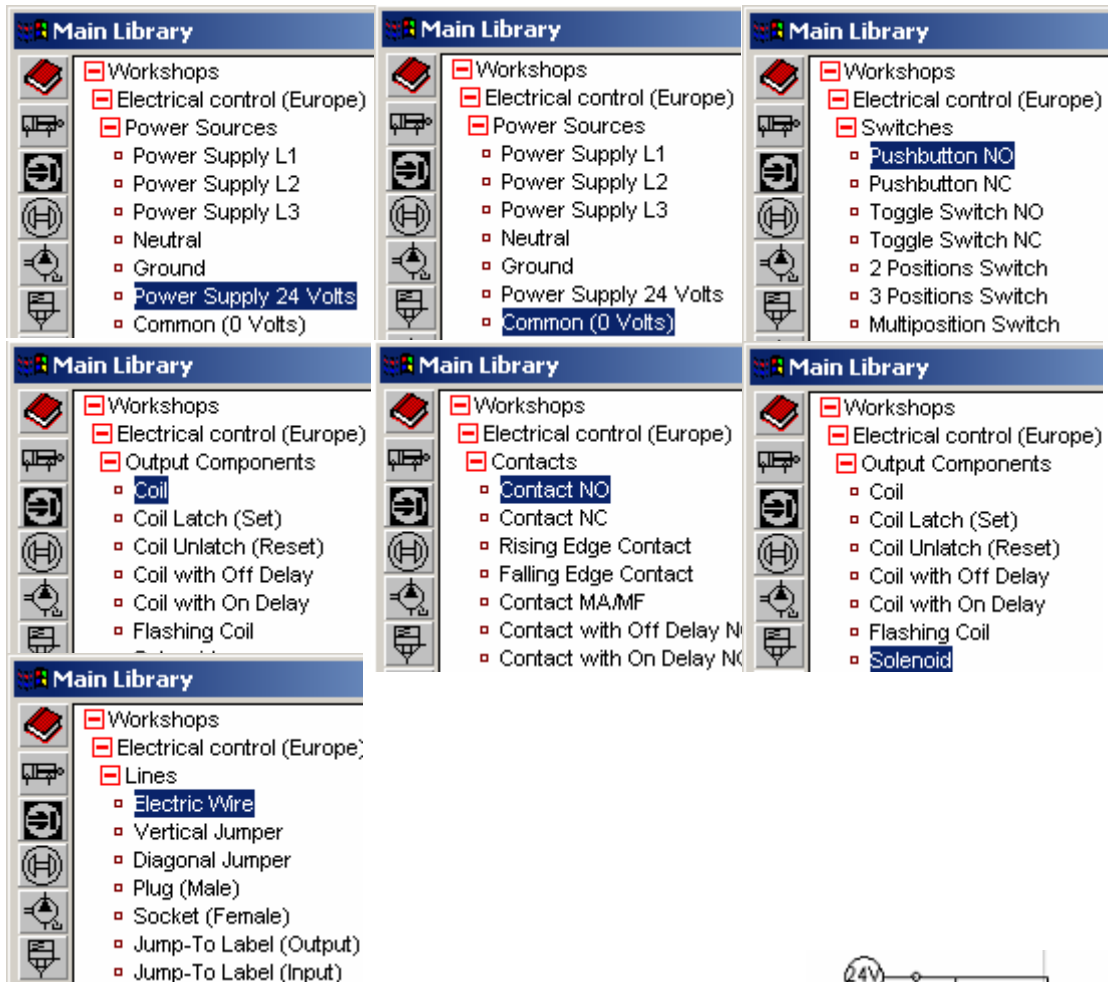 Main Library
Workshops
Electrical control (Europe)
Power Sources
Power Supply L1
Power Supply L2
Power Supply L3
Neutral
Ground
Power Supply 24 Volts
Common (0 Volts)
Main Library
Workshops
Electrical control (Europe)
Power Sources
Power Supply L1
Power Supply L2
Power Supply L3
Neutral
Ground
Power Supply 24 Volts
Common (0 Volts)
Main Library
Workshops
Electrical control (Europe)
Switches
Pushbutton NO
Pushbutton NC
Toggle Switch NO
Toggle Switch NC
2 Positions Switch
3 Positions Switch
Multiposition Switch
Main Library
Workshops
Electrical control (Europe)
Output Components
Coil
Coil Latch (Set)
Coil Unlatch (Reset)
Coil with Off Delay
Coil with On Delay
Flashing Coil
Main Library
Workshops
Electrical control (Europe)
Contacts
Contact NO
Contact NC
Rising Edge Contact
Falling Edge Contact
Contact MA/MF
Contact with Off Delay
Contact with On Delay
Main Library
Workshops
Electrical control (Europe)
Output Components
Coil
Coil Latch (Set)
Coil Unlatch (Reset)
Coil with Off Delay
Coil with On Delay
Flashing Coil
Solenoid
Main Library
Workshops
Electrical control (Europe)
Lines
Electric Wire
Vertical Jumper
Diagonal Jumper
Plug (Male)
Socket (Female)
Jump-To Label (Output)
Jump-To Label (Input)
24V